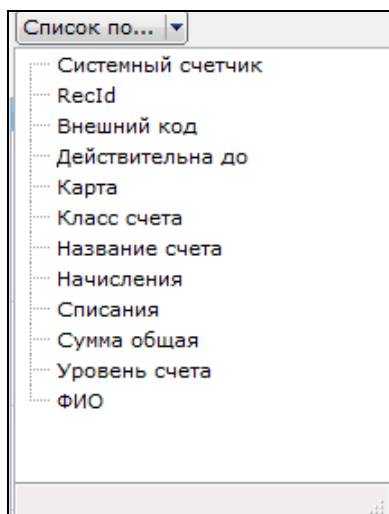 Список по...
Системный счетчик
RecId
Внешний код
Действительна до
Карта
Класс счета
Название счета
Начисления
Списания
Сумма общая
Уровень счета
ФИО